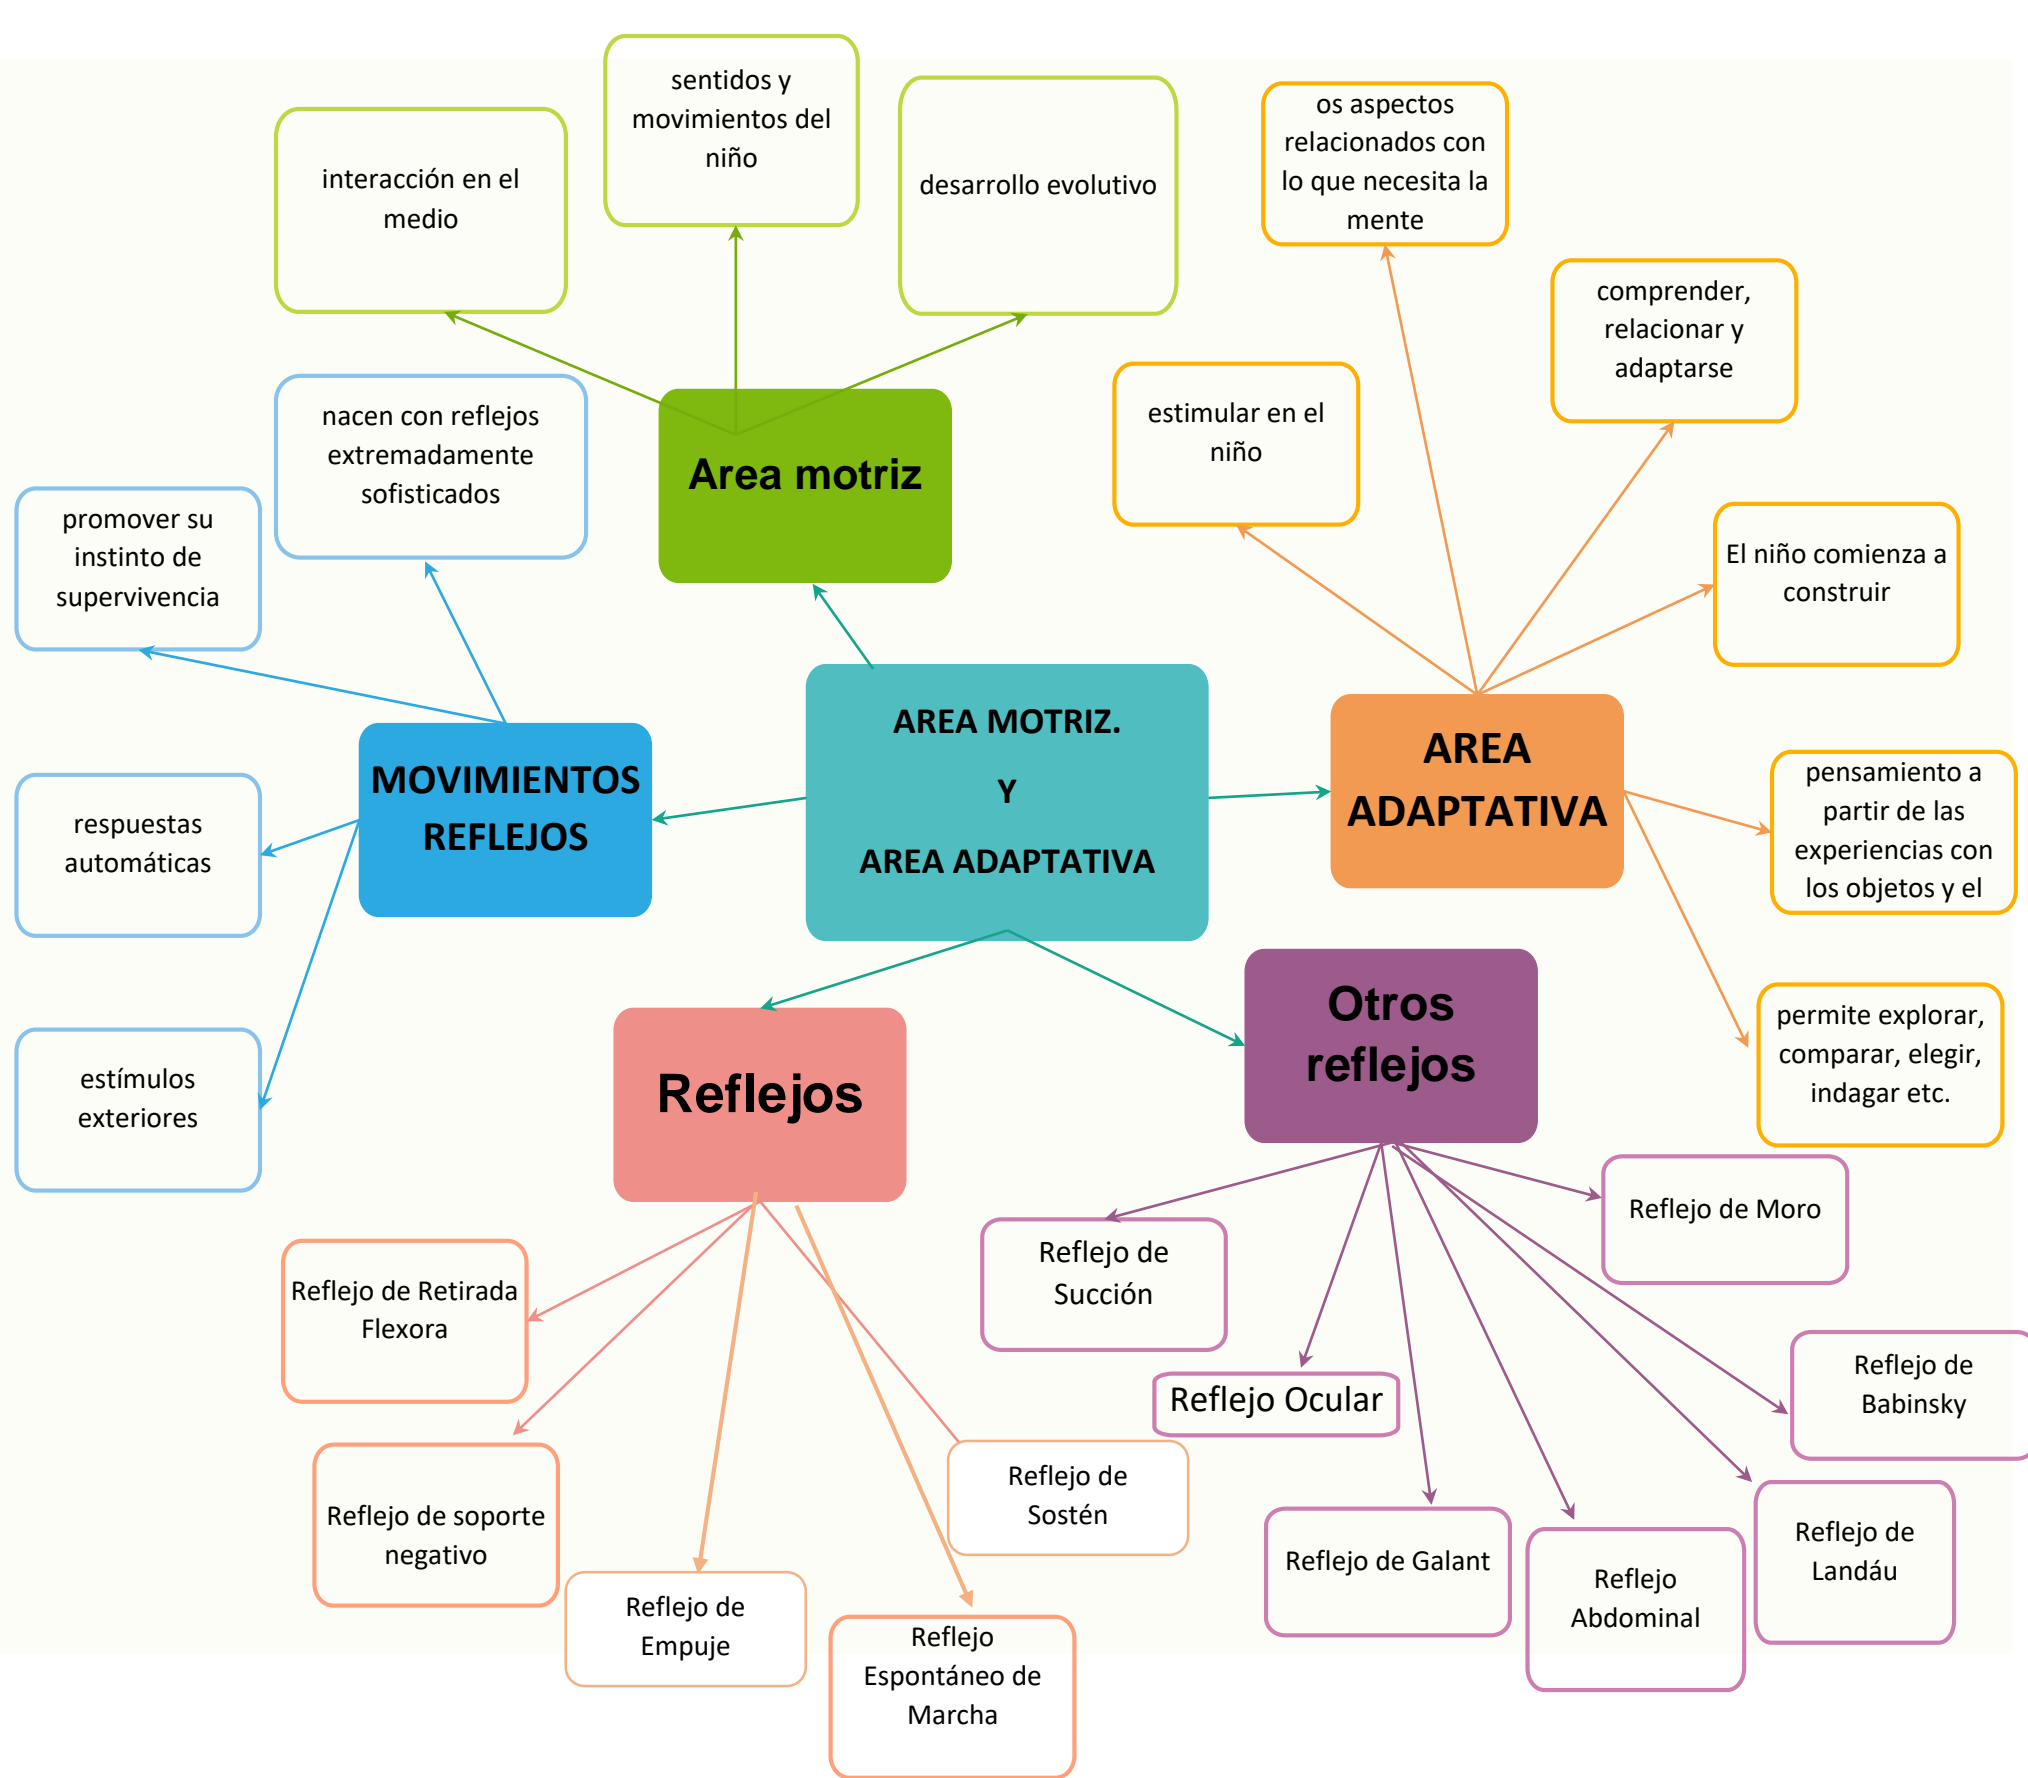 sentidos y
movimientos del
niño
interacción en el
medio
desarrollo evolutivo
os aspectos
relacionados con
lo que necesita la
mente
comprender,
relacionar y
adaptarse
estimular en el
niño
El niño comienza a
construir
nacen con reflejos
extremadamente
sofisticados
Area motriz
promover su
instinto de
supervivencia
MOVIMIENTOS
REFLEJOS
AREA MOTRIZ.
Y
AREA ADAPTATIVA
AREA
ADAPTATIVA
respuestas
automáticas
pensamiento a
partir de las
experiencias con
los objetos y el
estímulos
exteriores
Reflejos
Otros
reflejos
permite explorar,
comparar, elegir,
indagar etc.
Reflejo de Moro
Reflejo de
Succión
Reflejo de Retirada
Flexora
Reflejo Ocular
Reflejo de
Babinsky
Reflejo de soporte
negativo
Reflejo de
Sostén
Reflejo de Galant
Reflejo de
Landáu
Reflejo
Abdominal
Reflejo de
Empuje
Reflejo
Espontáneo de
Marcha